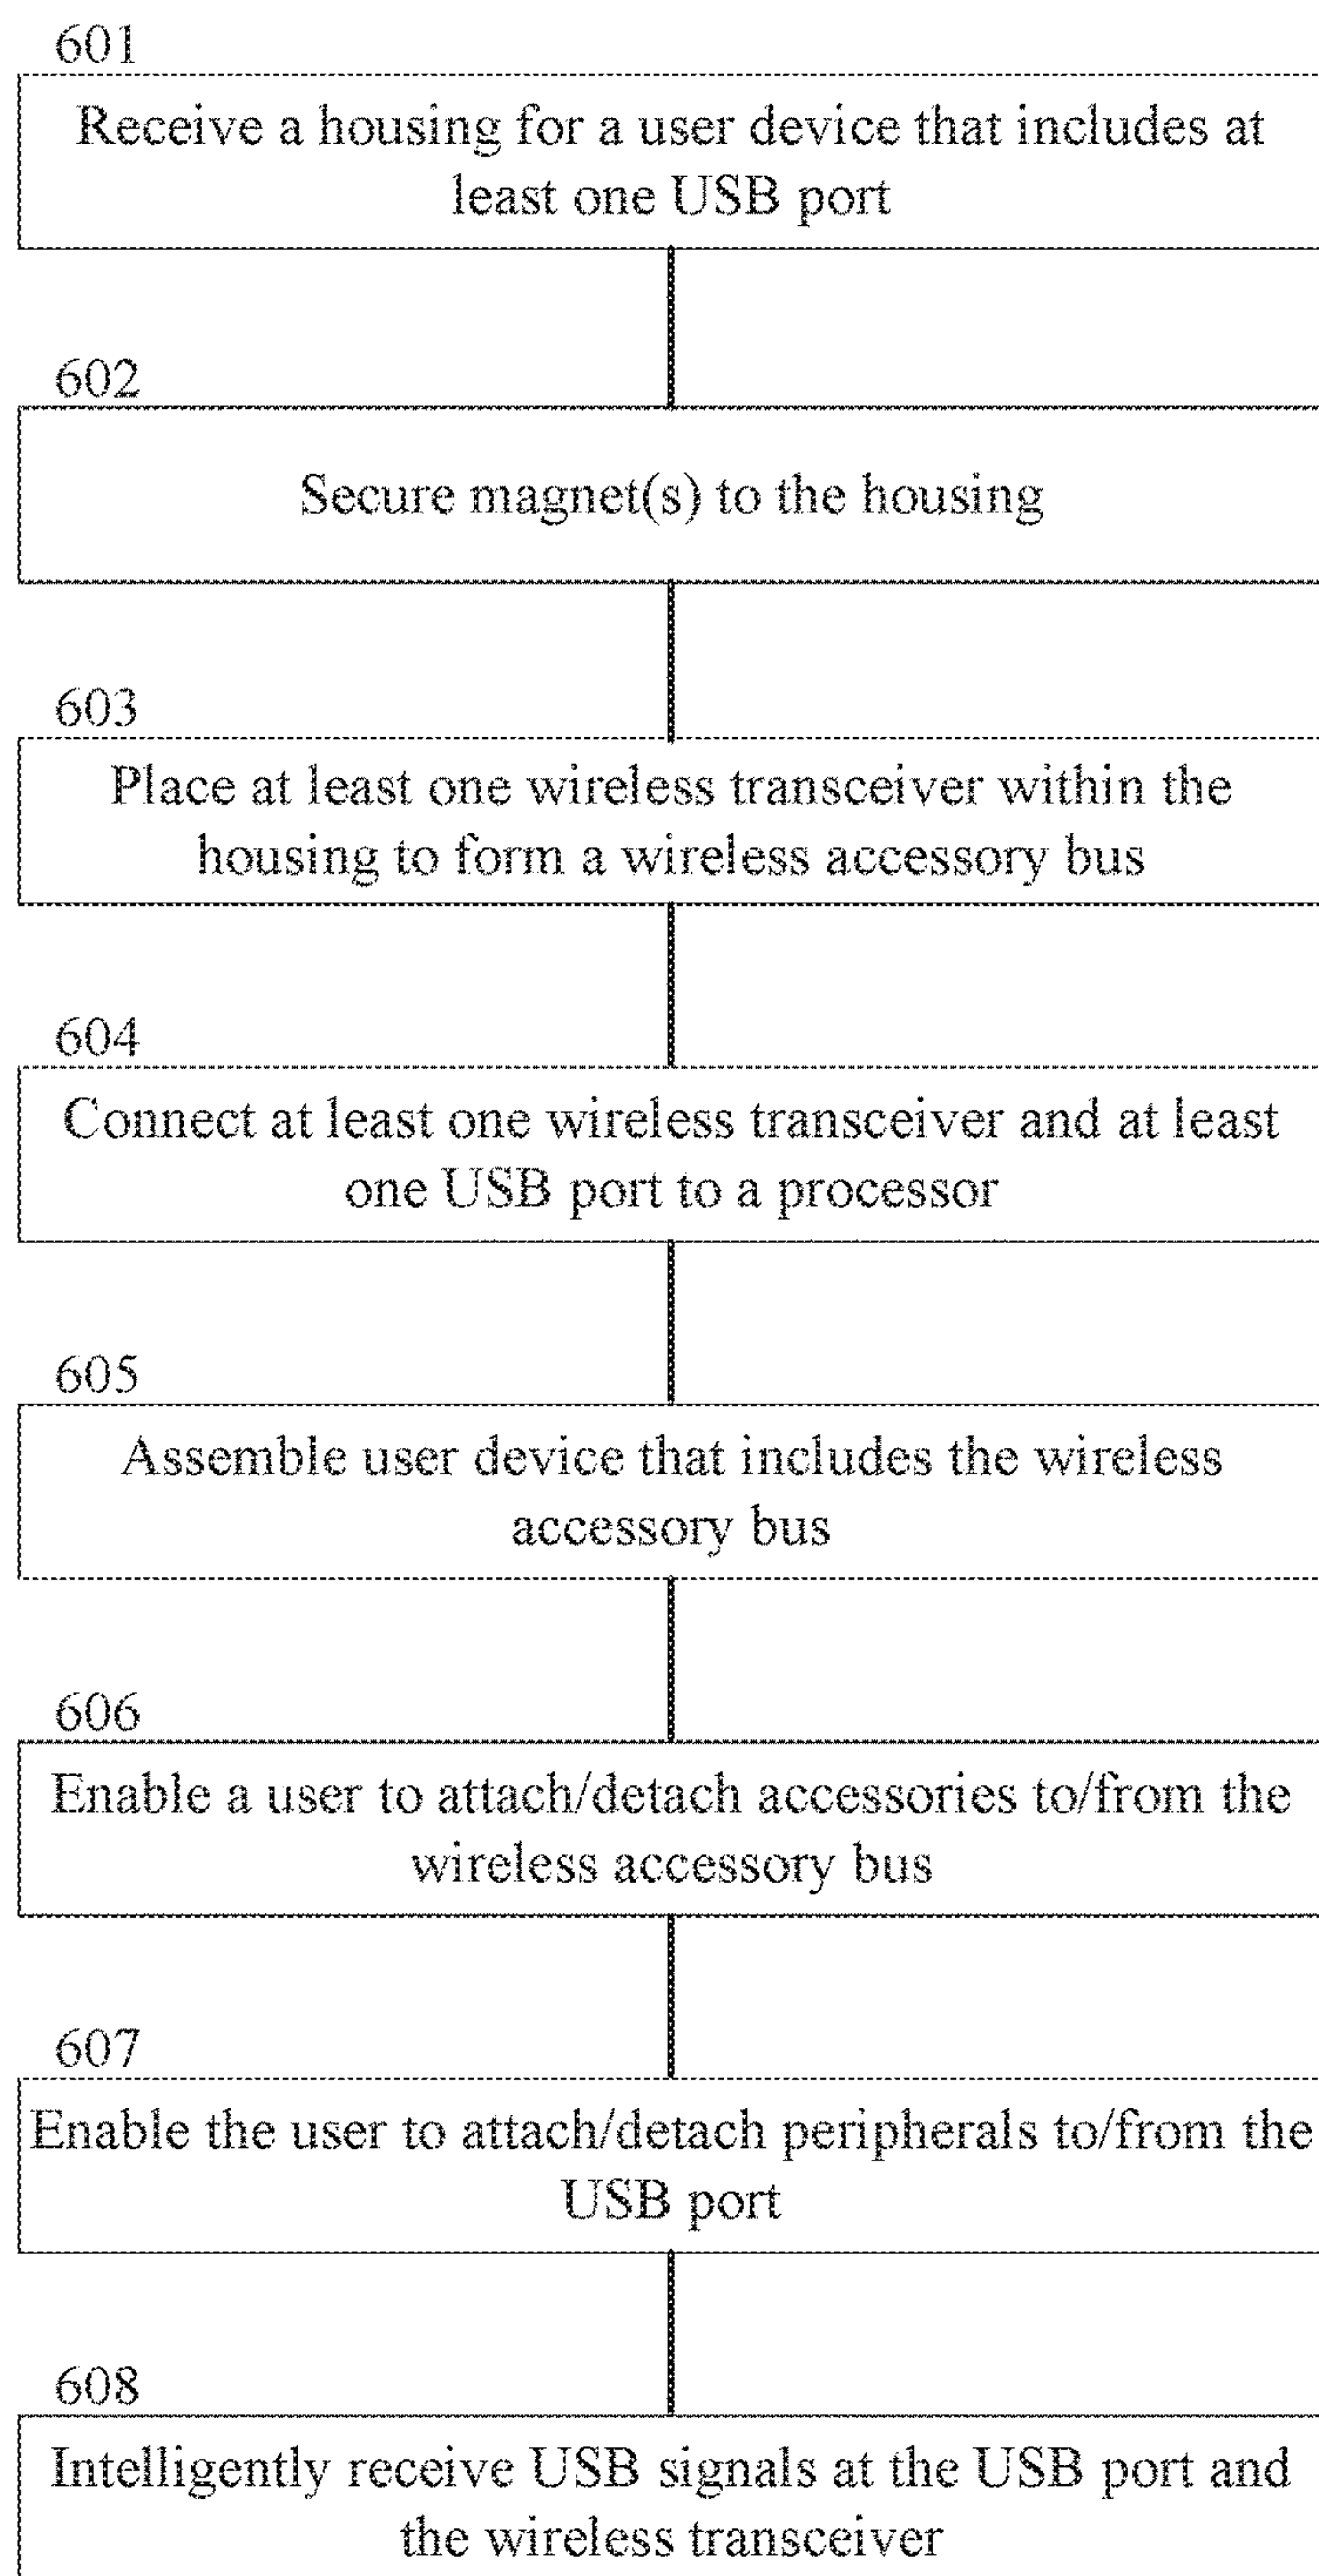 601
Receive a housing for a user device that includes at
least one USB port
602
Secure magnet(s) to the housing
603
Place at least one wireless transceiver within the
housing to form a wireless accessory bus
604
Connect at least one wireless transceiver and at least
one USB port to a processor
605
Assemble user device that includes the wireless
accessory bus
606
Enable a user to attach/detach accessories to/from the
wireless accessory bus
607
Enable the user to attach/detach peripherals to/from the
USB port
608
Intelligently receive USB signals at the USB port and
the wireless transceiver